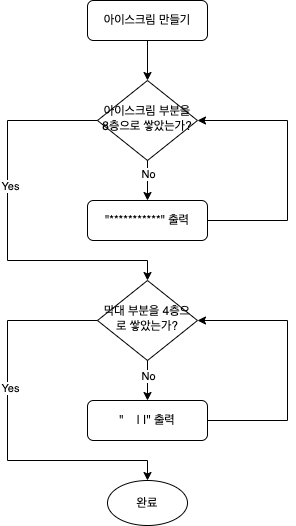 아이스크림 만들기
아이스크림 부분을
8층으로 쌓았는가?
No
Yes
"***********" 출력
막대 부분을 4층으
로 쌓았는가?
No
Yes
"    ||" 출력
완료